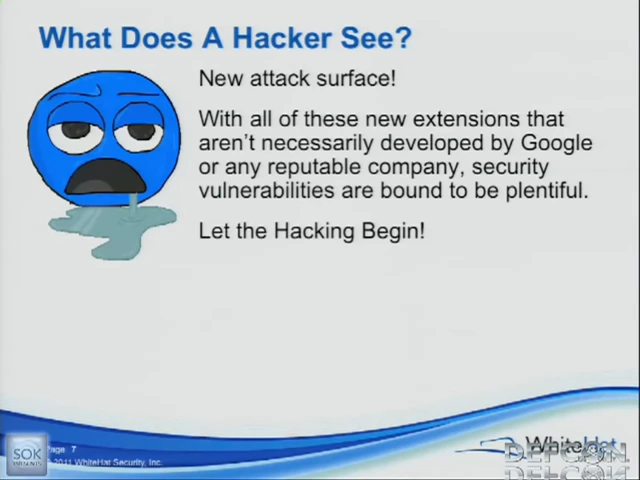 What Does A Hacker See?
New attack surface!
With all of these new extensions that
aren't necessarily developed by Google
or any reputable company, security
vulnerabilities are bound to be plentiful.
Let the Hacking Begin!
Page 7
© 2011 WhiteHat Security, Inc.
WhiteHat
DEFCON
SOK